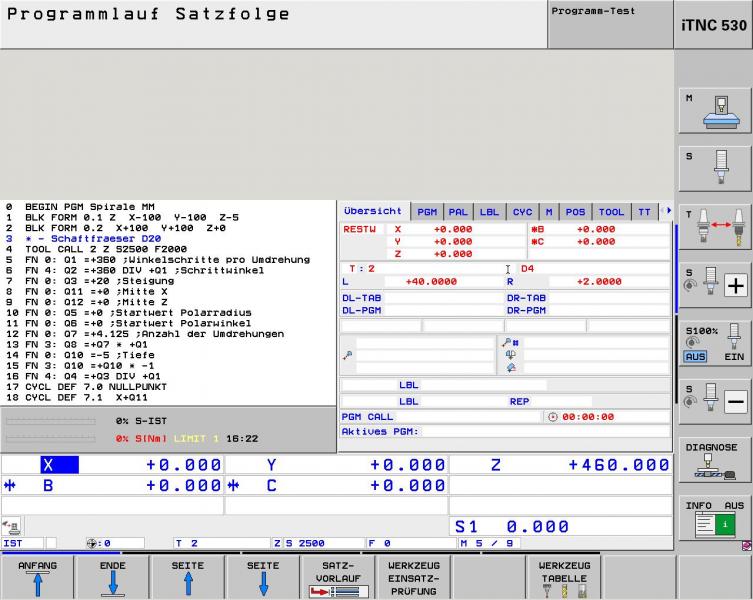 Programmlauf Satzfolge
Programm-Test
iTNC 530
0 BEGIN PGM Spirale MM
1 BLK FORM 0.1 Z X-100 Y-100 Z-5
2 BLK FORM 0.2 X+100 Y+100 Z+0
3 * - Schaftfraeser D20
4 TOOL CALL 2 Z S2500 F2000
5 FN 0: Q1 =+360 ;Winkelschritte pro Umdrehung
6 FN 4: Q2 =+360 DIV +Q1 ;Schrittwinkel
7 FN 0: Q3 =+20 ;Steigung
8 FN 0: Q11 =+0 ;Mitte X
9 FN 0: Q12 =+0 ;Mitte Z
10 FN 0: Q5 =+0 ;Startwert Polarradius
11 FN 0: Q6 =+0 ;Startwert Polarwinkel
12 FN 0: Q7 =+4.125 ;Anzahl der Umdrehungen
13 FN 3: Q8 =+Q7 * +Q1
14 FN 0: Q10 =-5 ;Tiefe
15 FN 3: Q10 =+Q10 * -1
16 FN 4: Q4 =+Q3 DIV +Q1
17 CYCL DEF 7.0 NULLPUNKT
18 CYCL DEF 7.1 X+Q11
0% S-IST
0% S[Nm] LIMIT 1 16:22
Übersicht PGM PAL LBL CYC M POS TOOL TT
RESTW X +0.000 *B +0.000
Y +0.000 *C +0.000
Z +0.000
T : 2 D4
L +40.0000 R +2.0000
DL-TAB DR-TAB
DL-PGM DR-PGM
#
LBL
LBL REP
PGM CALL 00:00:00
Aktives PGM:
X +0.000 Y +0.000 Z +460.000
B +0.000 C +0.000
S1 0.000
IST :0 T 2 Z S 2500 F 0 M 5 / 9
M
S
T
S +
S100%
AUS EIN
S −
DIAGNOSE
INFO AUS
i
ANFANG
ENDE
SEITE
SEITE
SATZ-
VORLAUF
WERKZEUG
EINSATZ-
PRÜFUNG
WERKZEUG
TABELLE